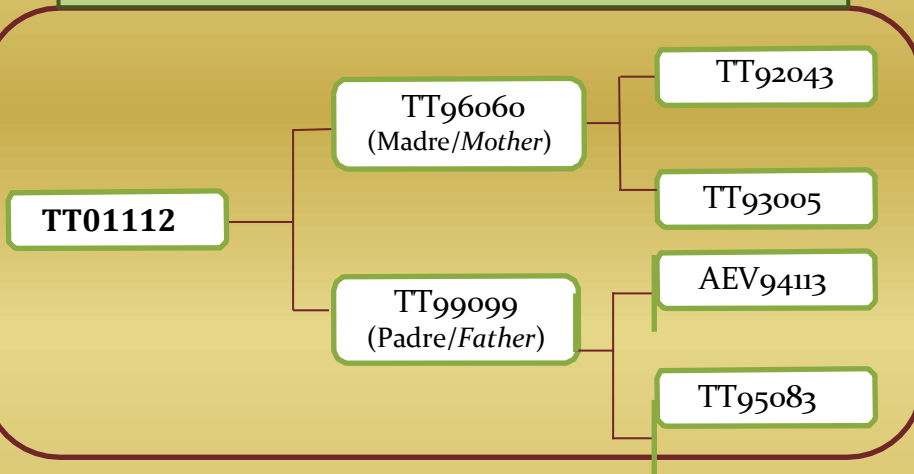 TT92043
TT96060
(Madre/Mother)
TT93005
TT01112
AEV94113
TT99099
(Padre/Father)
TT95083